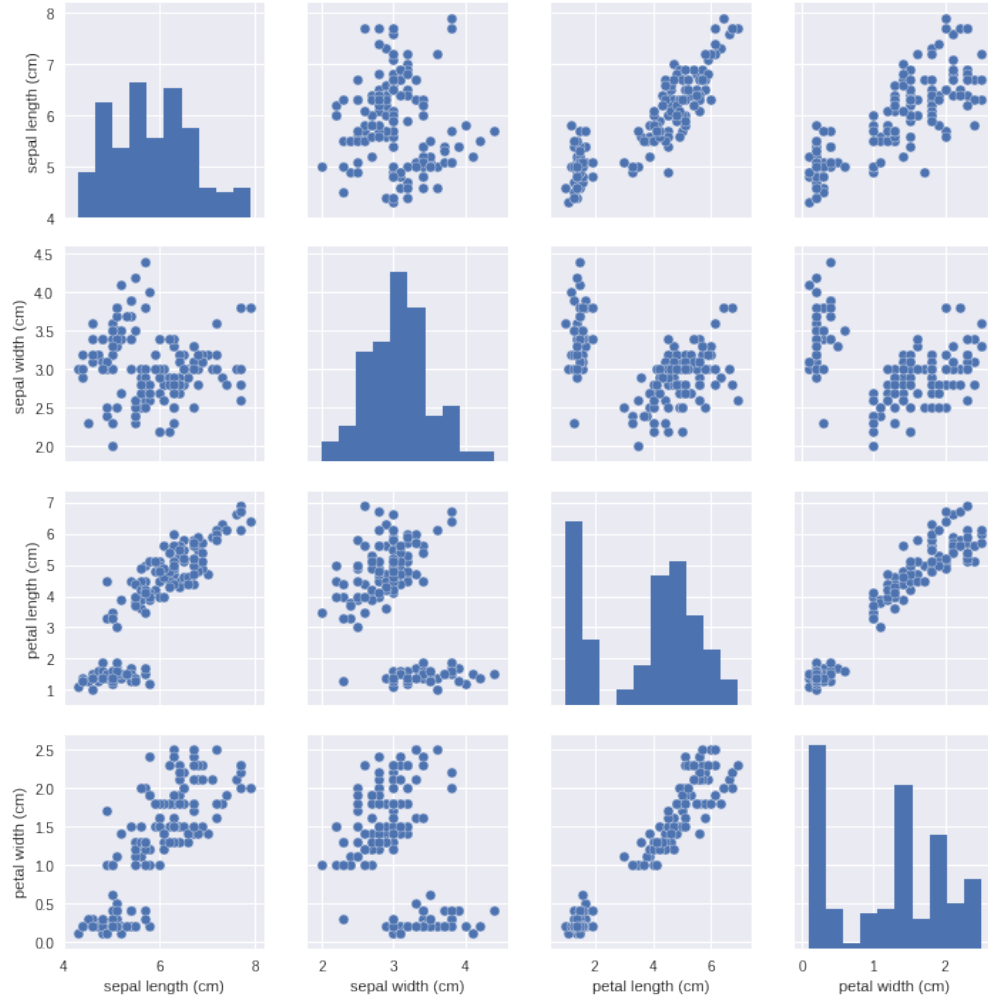 8
7
6
5
4
sepal length (cm)
4.5
4.0
3.5
3.0
2.5
2.0
sepal width (cm)
7
6
5
4
3
2
1
petal length (cm)
2.5
2.0
1.5
1.0
0.5
0.0
petal width (cm)
4 6 8
sepal length (cm)
2 3 4
sepal width (cm)
2 4 6
petal length (cm)
0 1 2
petal width (cm)